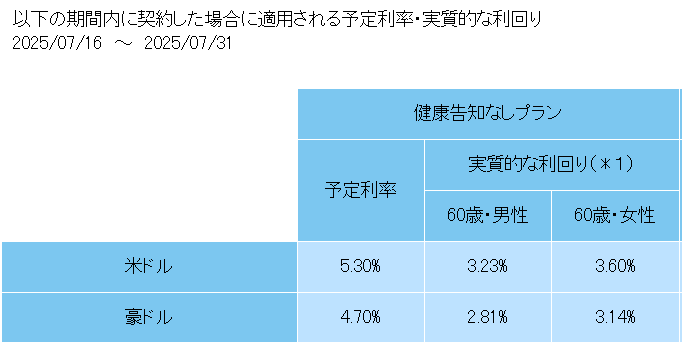 以下の期間内に契約した場合に適用される予定利率・実質的な利回り
2025/07/16 ～ 2025/07/31
健康告知なしプラン
予定利率
実質的な利回り(＊１)
60歳・男性
60歳・女性
米ドル 5.30% 3.23% 3.60%
豪ドル 4.70% 2.81% 3.14%